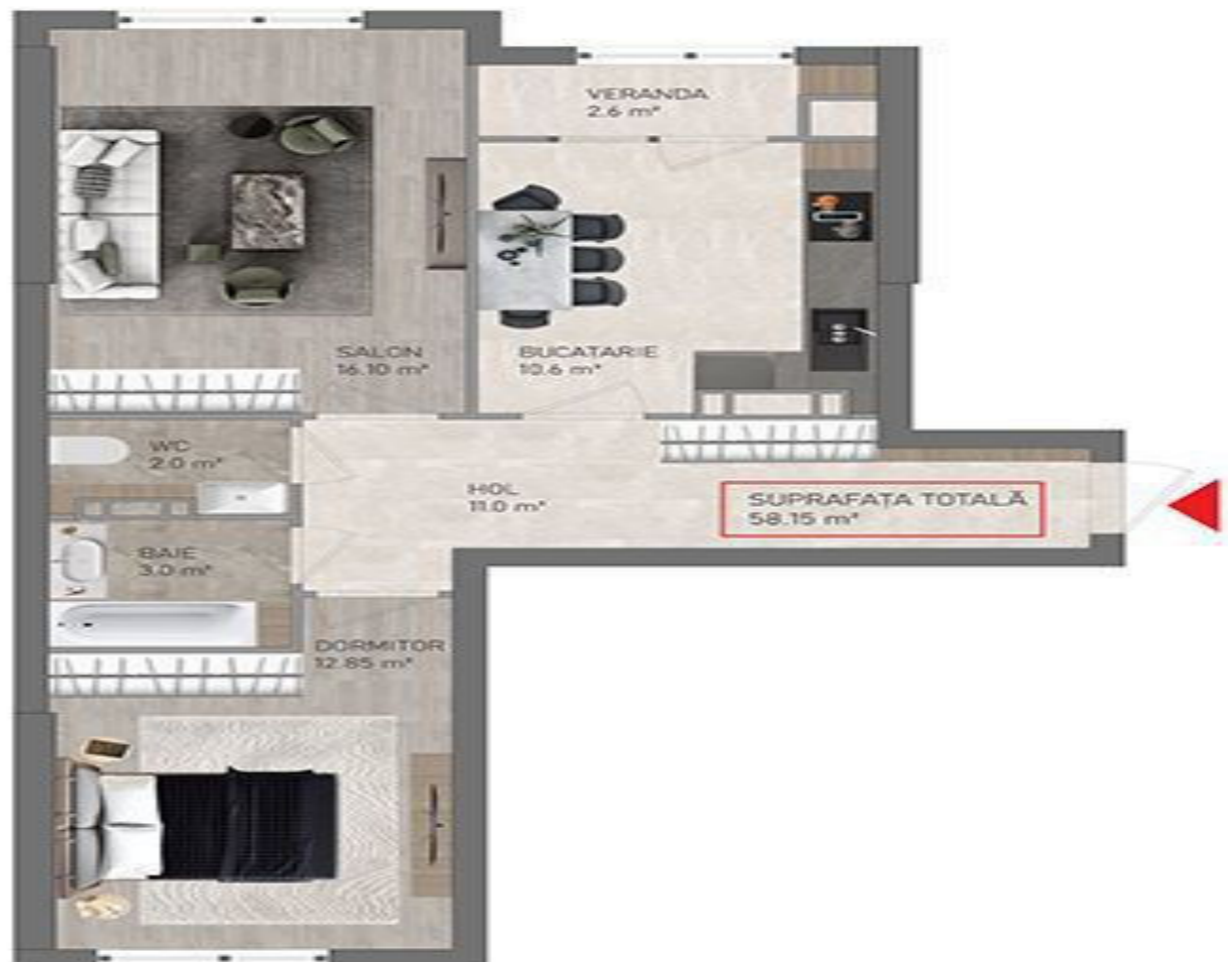 VERANDA
2.6 m²
SALON
16.10 m²
BUCATARIE
10.6 m²
WC
2.0 m²
HOL
11.0 m²
SUPRAFAȚA TOTALĂ
58.15 m²
BAIE
3.0 m²
DORMITOR
12.85 m²